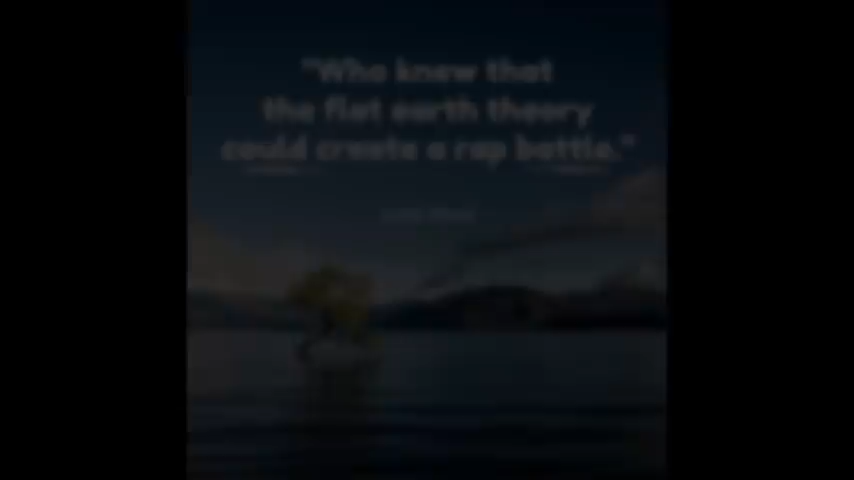 "Who knew that
the flat earth theory
could create a rap battle."